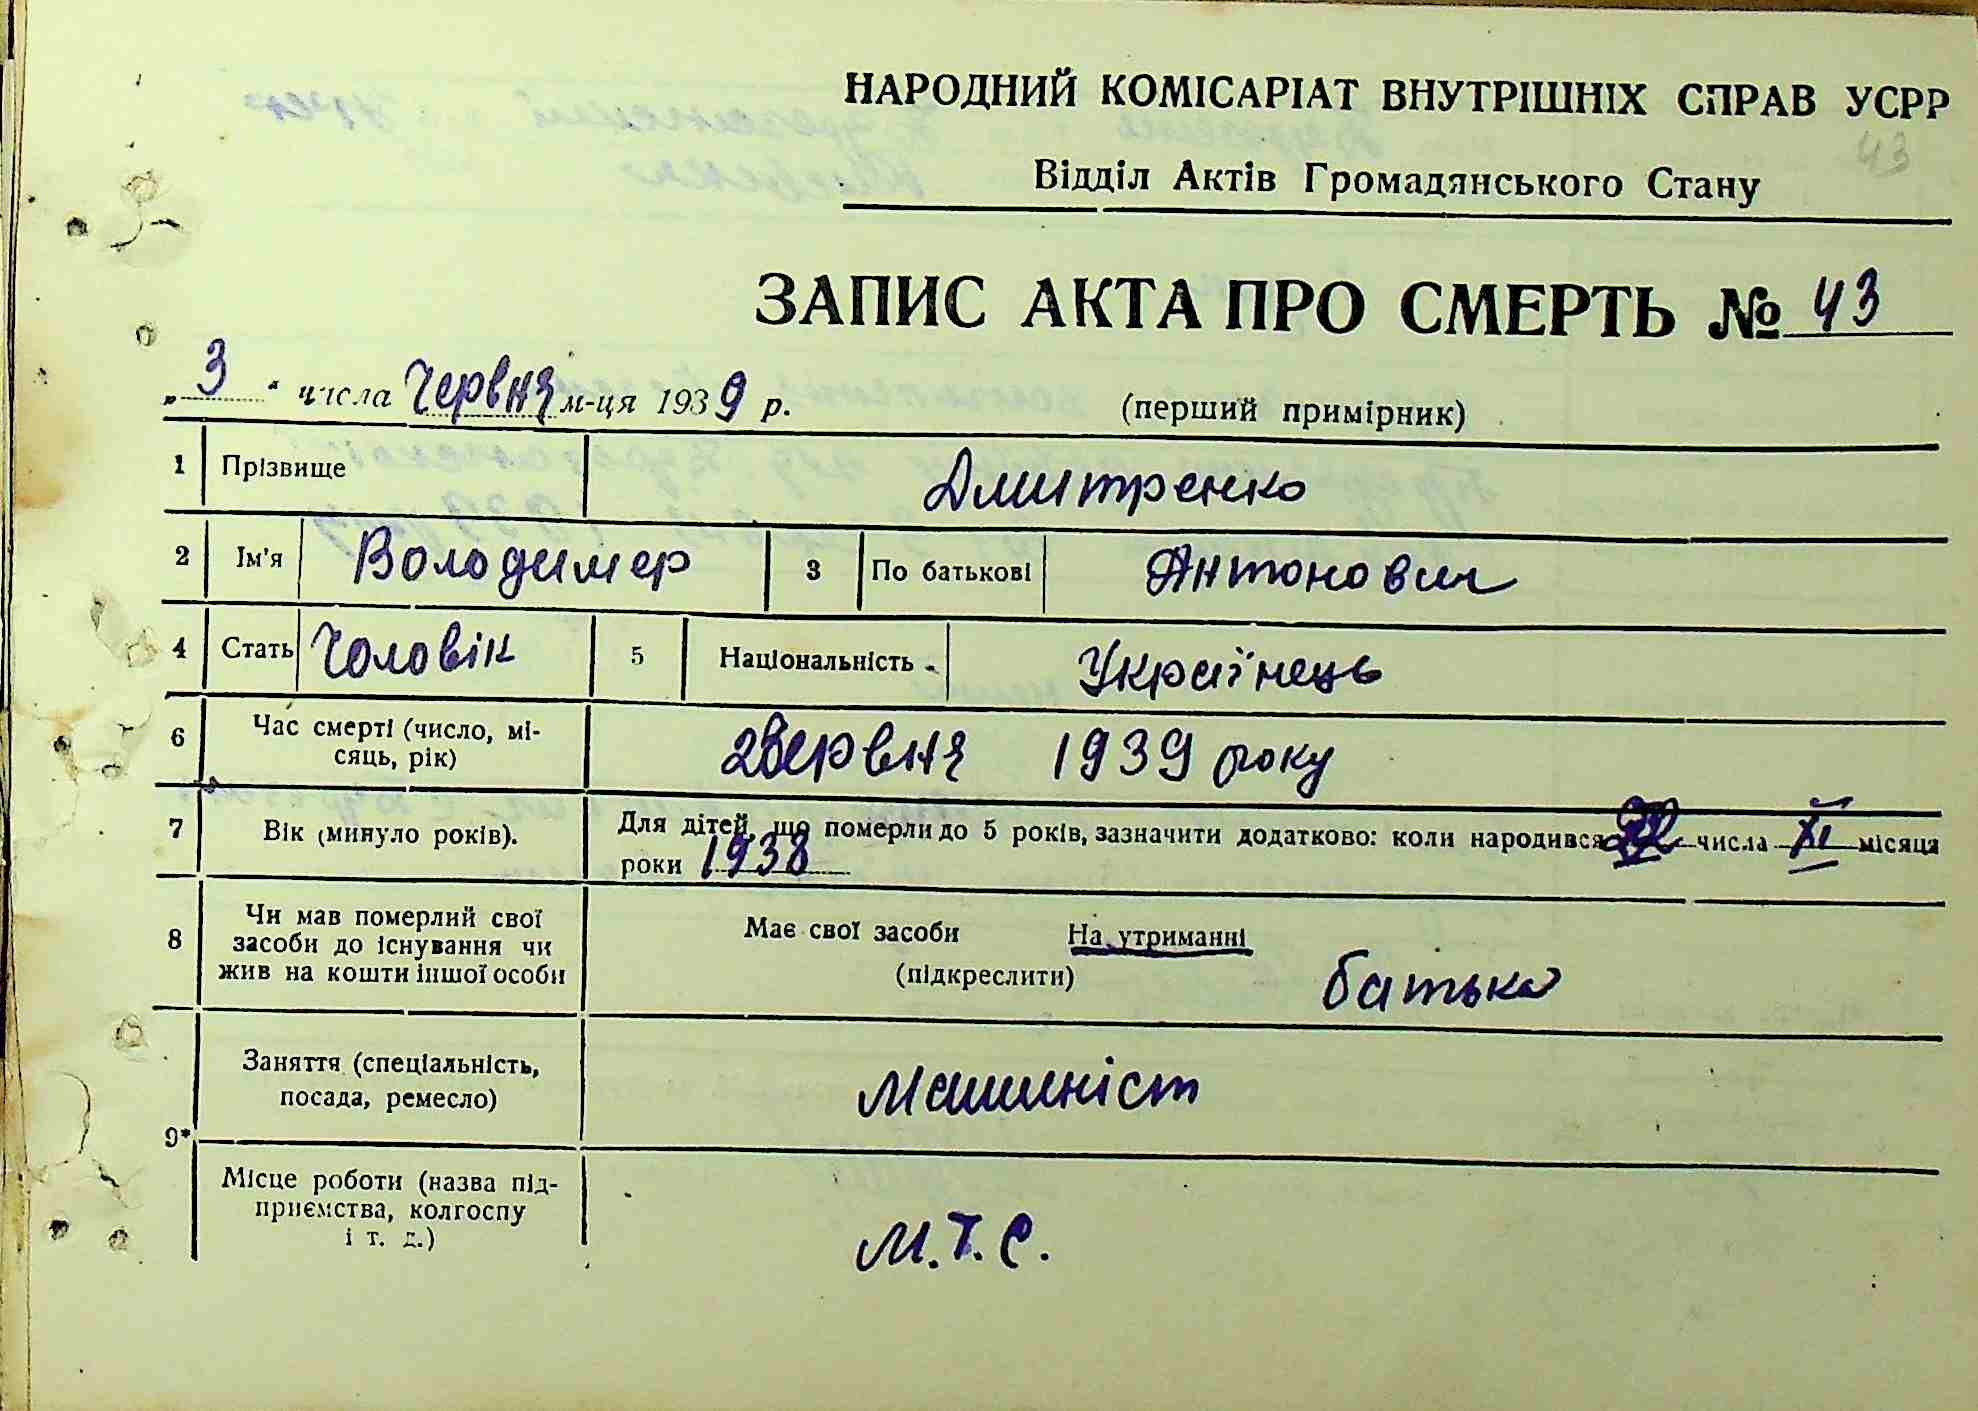 НАРОДНИЙ КОМІСАРІАТ ВНУТРІШНІХ СПРАВ УСРР
43
Відділ Актів Громадянського Стану
ЗАПИС АКТА ПРО СМЕРТЬ № 43
„3“ числа Червня м-ця 1939 р. (перший примірник)
1 Прізвище Дмитренко
2 Ім'я Володимер 3 По батькові Антонович
4 Стать Чоловік 5 Національність Українець
6 Час смерті (число, мі-
сяць, рік) 2 Червня 1939 року
7 Вік (минуло років). Для дітей, що померли до 5 років, зазначити додатково: коли народився числа XI місяця
роки 1938
8 Чи мав померлий свої
засоби до існування чи
жив на кошти іншої особи
Має свої засоби На утриманні
(підкреслити) батька
9*
Заняття (спеціальність,
посада, ремесло) Машиніст
Місце роботи (назва під-
приємства, колгоспу
і т. д.) М.Т.С.